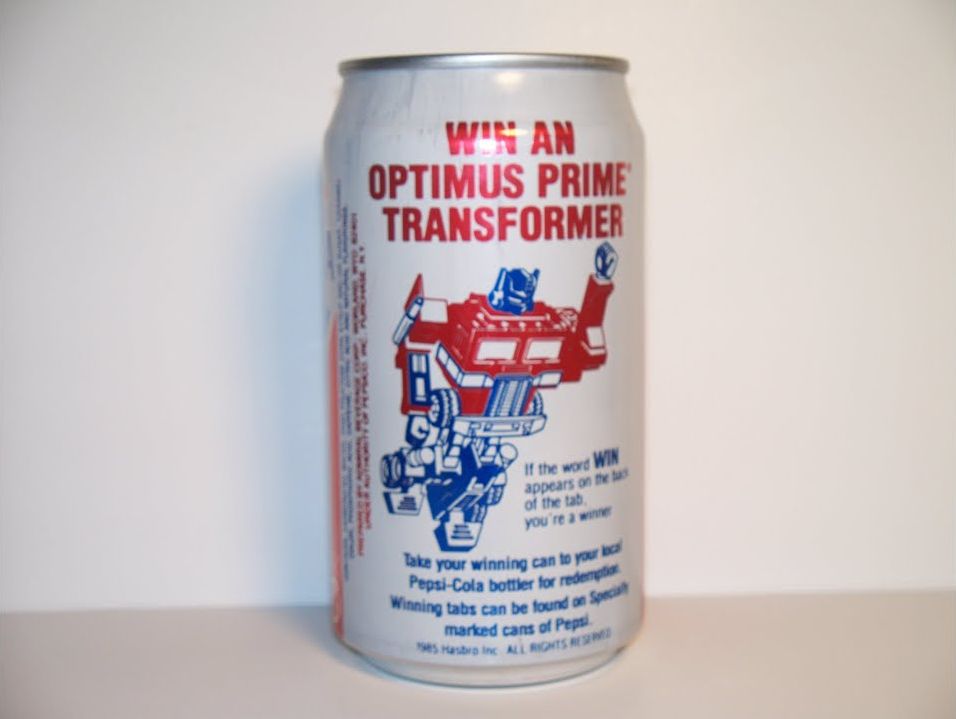 WIN AN
OPTIMUS PRIME
TRANSFORMER
If the word WIN
appears on the back
of the tab,
you're a winner
Take your winning can to your local
Pepsi-Cola bottler for redemption.
Winning tabs can be found on Specially
marked cans of Pepsi.
1985 Hasbro Inc ALL RIGHTS RESERVED